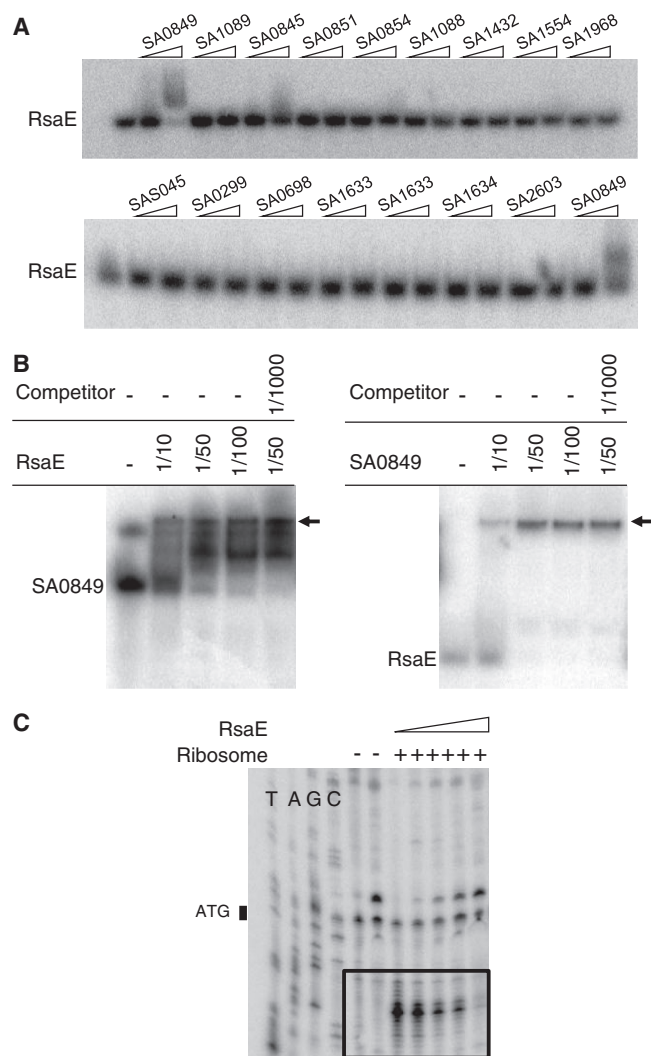 A
SA0849 SA1089 SA0845 SA0851 SA0854 SA1088 SA1432 SA1554 SA1968
RsaE
SAS045 SA0299 SA0698 SA1633 SA1633 SA1634 SA2603 SA0849
RsaE
B
Competitor - - - - 1/1000
RsaE - 1/10 1/50 1/100 1/50
SA0849
Competitor - - - - 1/1000
SA0849 - 1/10 1/50 1/100 1/50
RsaE
C
RsaE
Ribosome - - + + + + + +
T A G C
ATG